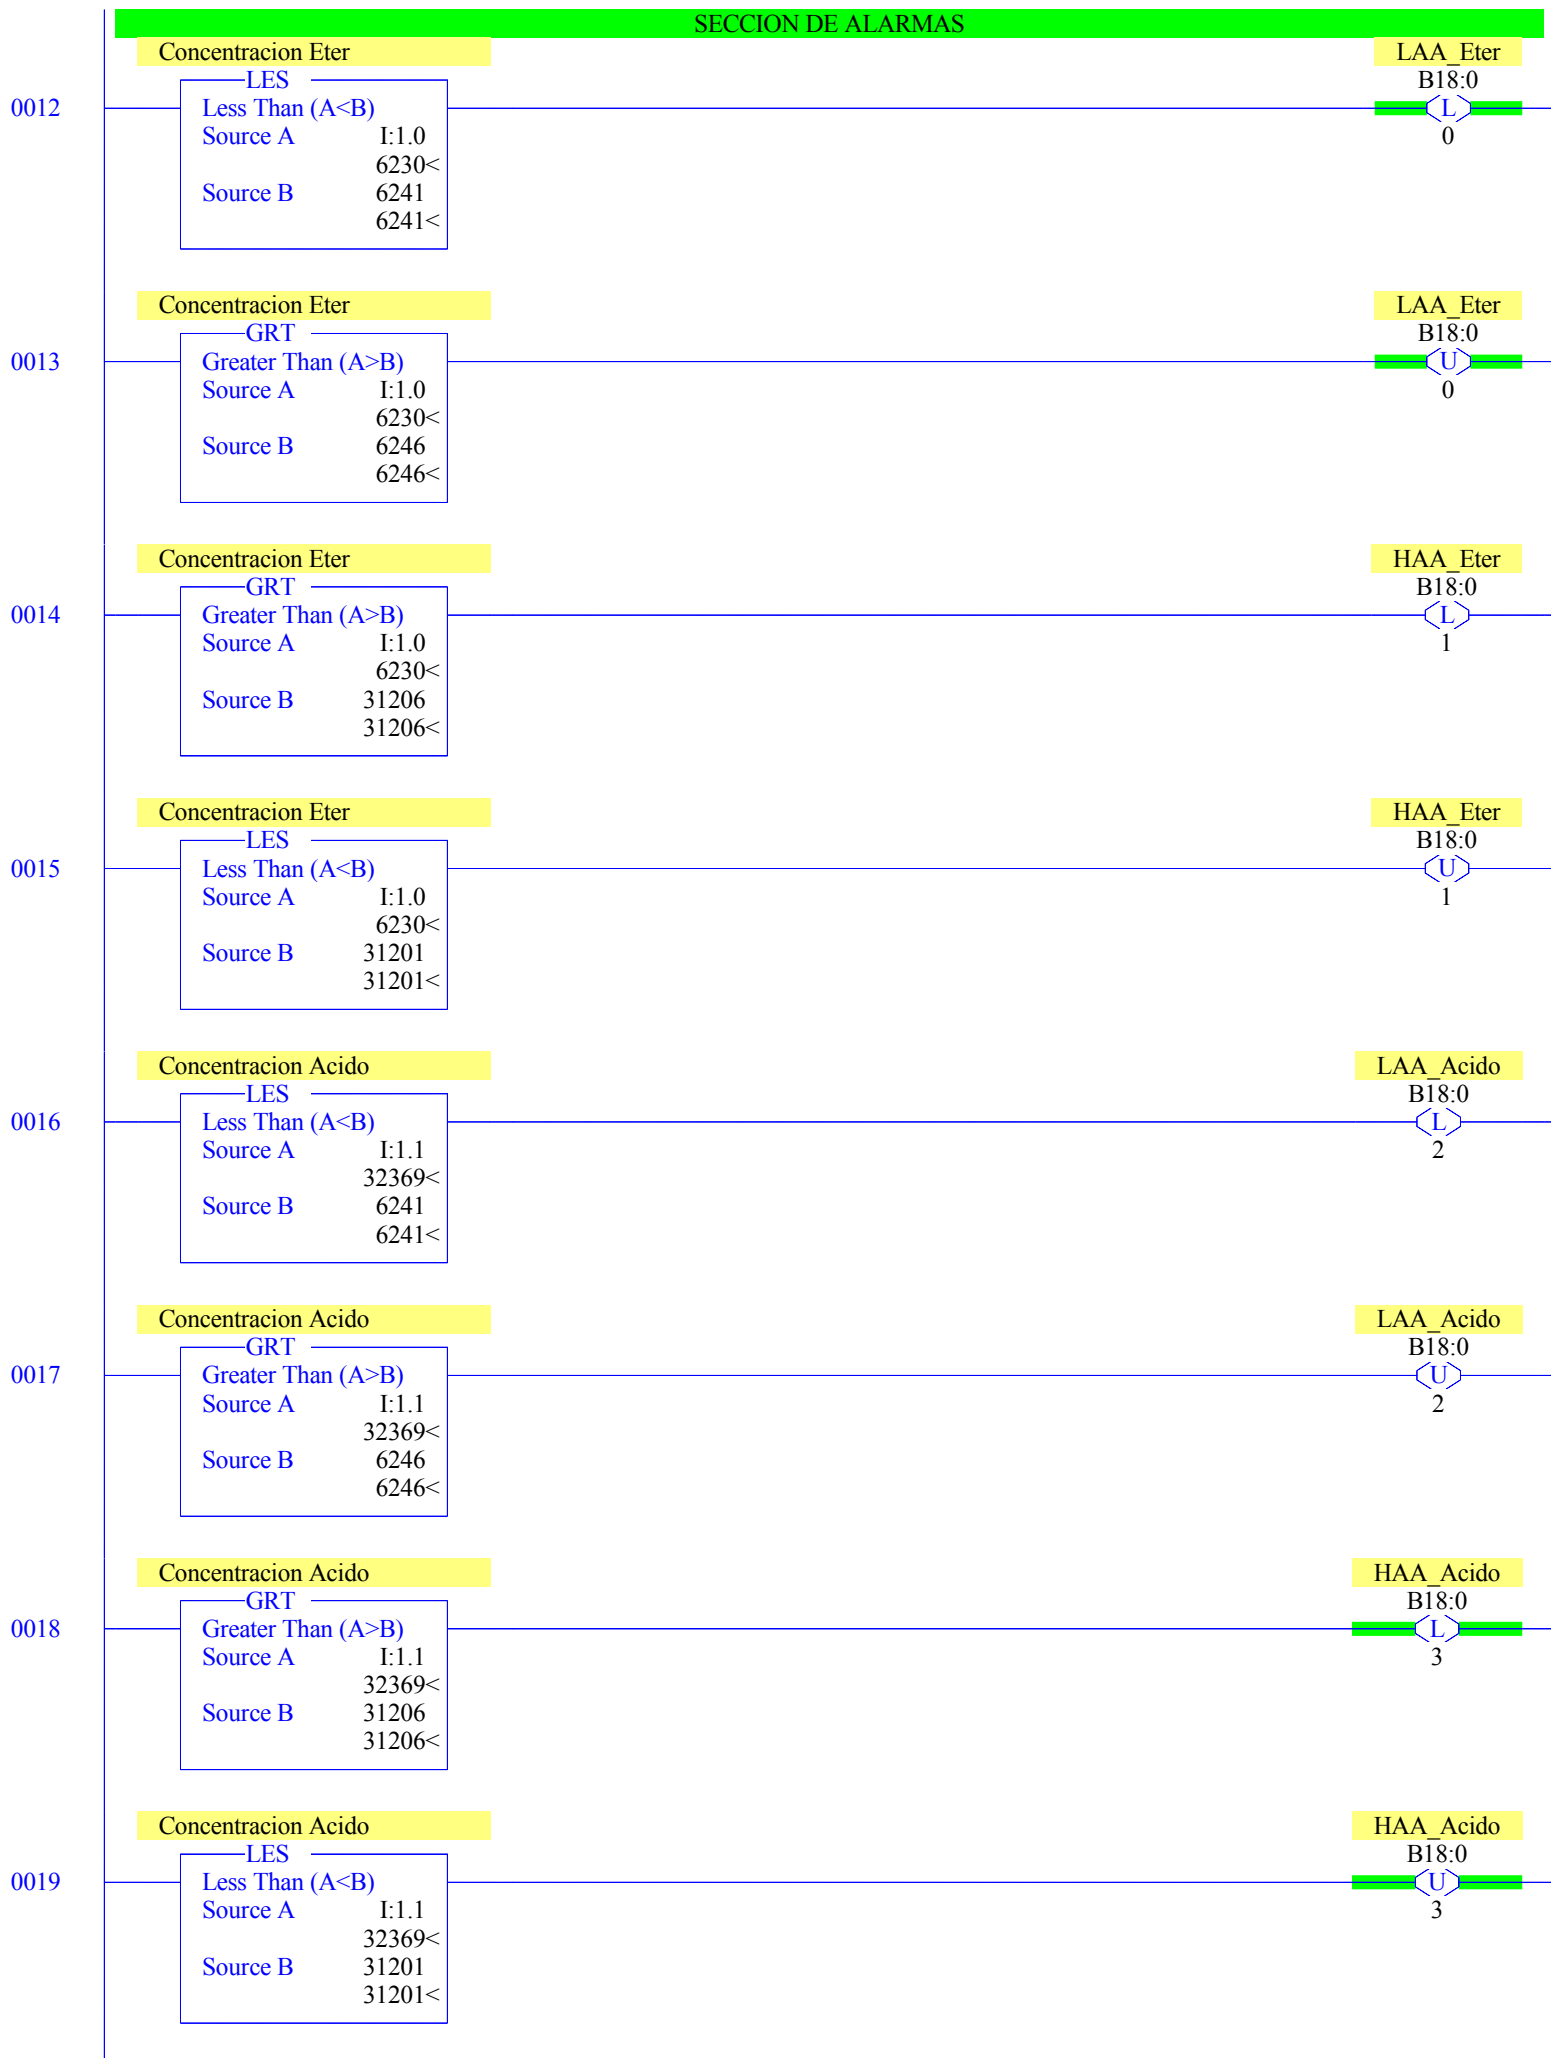 SECCION DE ALARMAS
Concentracion Eter LAA_Eter
LES B18:0
0012 Less Than (A<B) L
Source A I:1.0 0
6230<
Source B 6241
6241<
Concentracion Eter LAA_Eter
GRT B18:0
0013 Greater Than (A>B) U
Source A I:1.0 0
6230<
Source B 6246
6246<
Concentracion Eter HAA_Eter
GRT B18:0
0014 Greater Than (A>B) L
Source A I:1.0 1
6230<
Source B 31206
31206<
Concentracion Eter HAA_Eter
LES B18:0
0015 Less Than (A<B) U
Source A I:1.0 1
6230<
Source B 31201
31201<
Concentracion Acido LAA_Acido
LES B18:0
0016 Less Than (A<B) L
Source A I:1.1 2
32369<
Source B 6241
6241<
Concentracion Acido LAA_Acido
GRT B18:0
0017 Greater Than (A>B) U
Source A I:1.1 2
32369<
Source B 6246
6246<
Concentracion Acido HAA_Acido
GRT B18:0
0018 Greater Than (A>B) L
Source A I:1.1 3
32369<
Source B 31206
31206<
Concentracion Acido HAA_Acido
LES B18:0
0019 Less Than (A<B) U
Source A I:1.1 3
32369<
Source B 31201
31201<